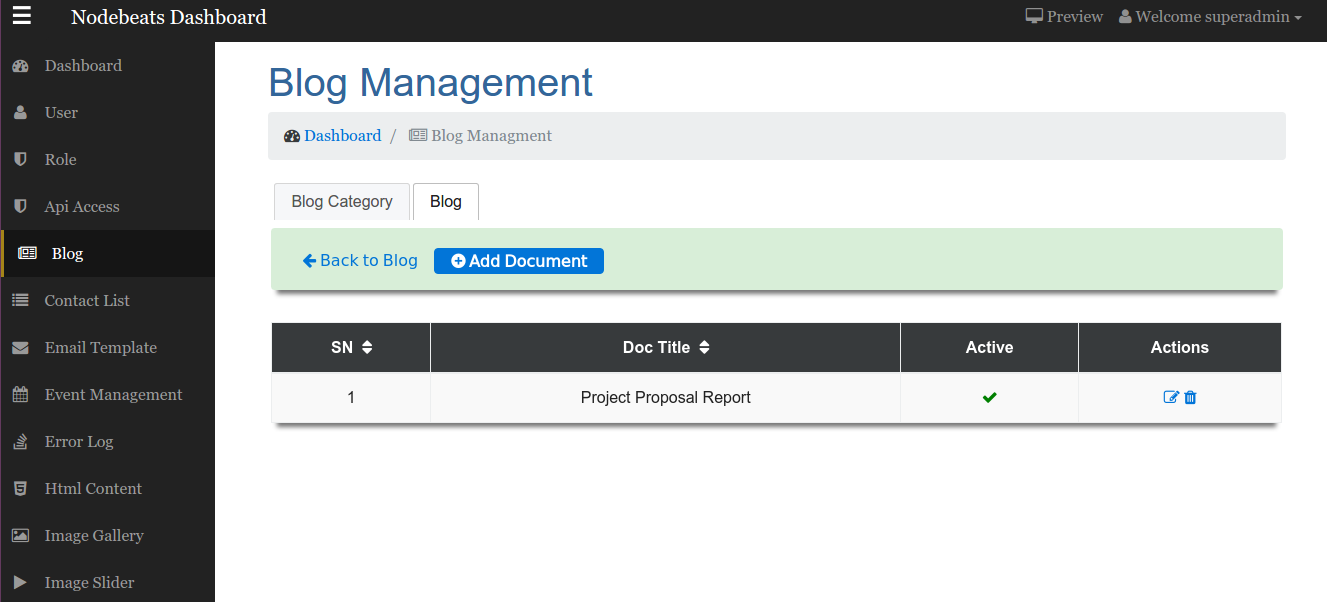 Nodebeats Dashboard
Preview
Welcome superadmin
Dashboard
User
Role
Api Access
Blog
Contact List
Email Template
Event Management
Error Log
Html Content
Image Gallery
Image Slider
Blog Management
Dashboard / Blog Managment
Blog Category
Blog
Back to Blog
Add Document
SN Doc Title Active Actions
1 Project Proposal Report